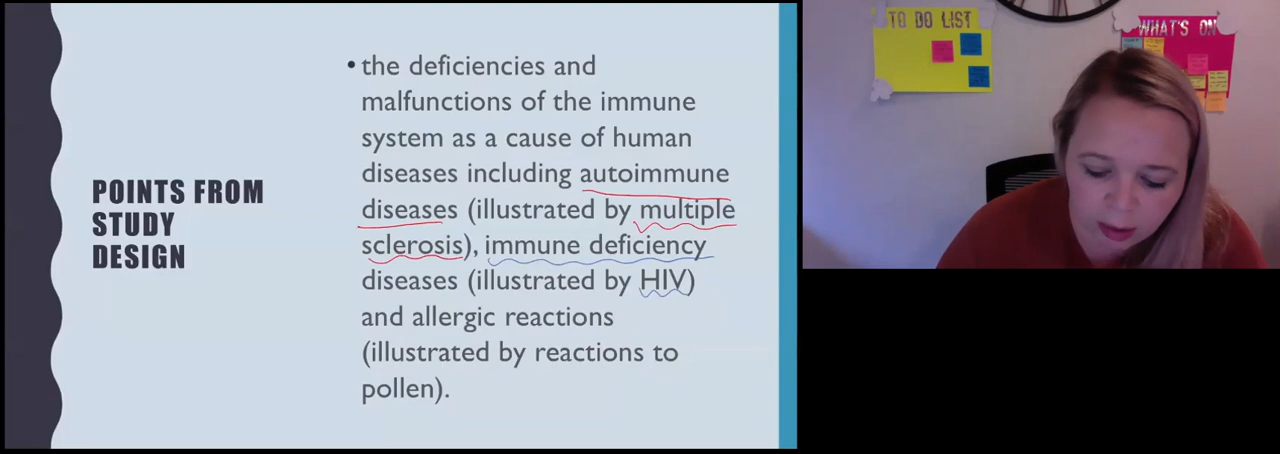 POINTS FROM
STUDY
DESIGN
• the deficiencies and
malfunctions of the immune
system as a cause of human
diseases including autoimmune
diseases (illustrated by multiple
sclerosis), immune deficiency
diseases (illustrated by HIV)
and allergic reactions
(illustrated by reactions to
pollen).
TO DO LIST
WHAT'S ON